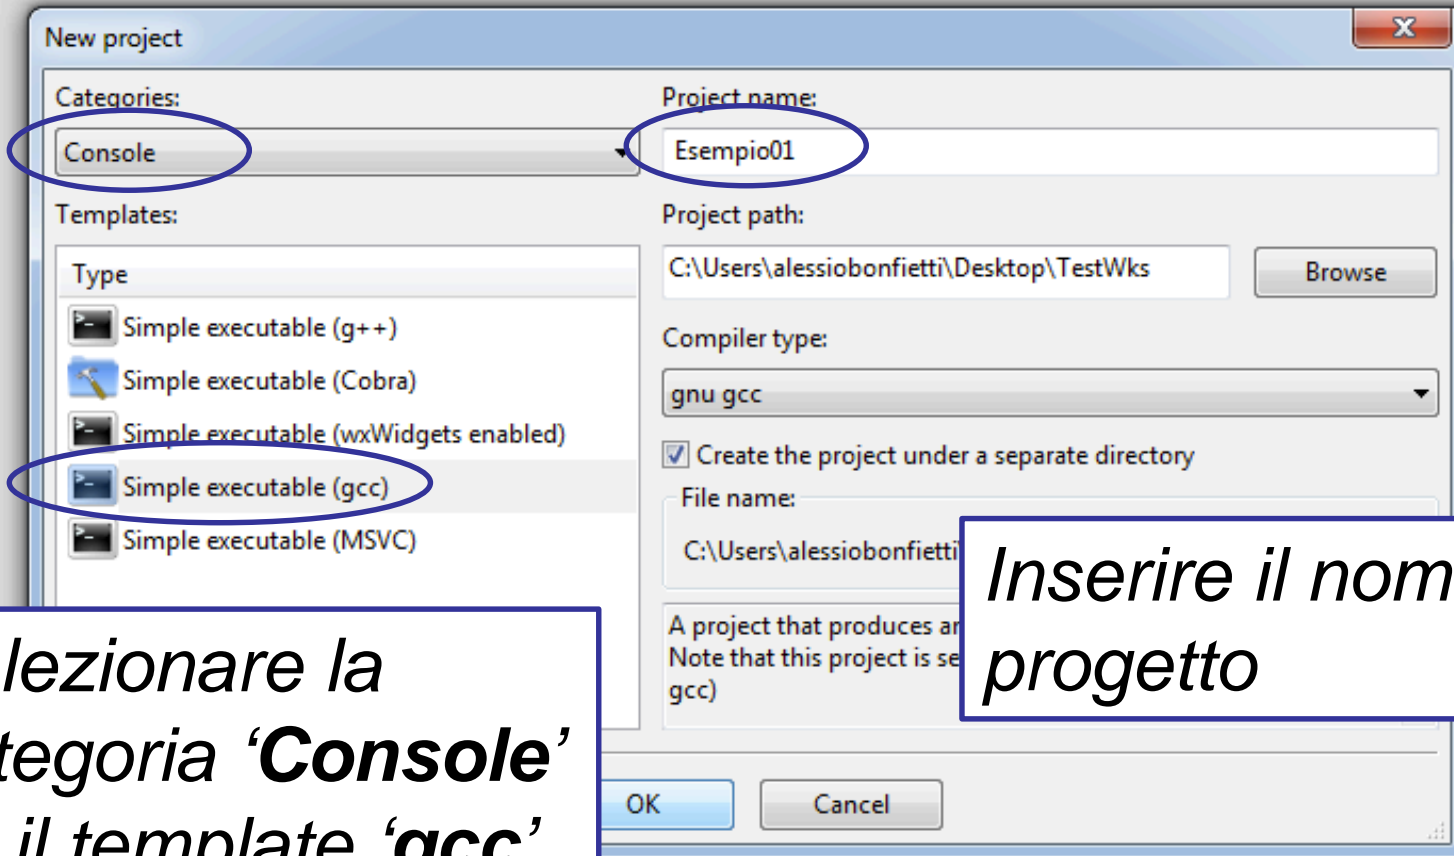 New project
Categories:
Console
Templates:
Type
Simple executable (g++)
Simple executable (Cobra)
Simple executable (wxWidgets enabled)
Simple executable (gcc)
Simple executable (MSVC)
Project name:
Esempio01
Project path:
C:\Users\alessiobonfietti\Desktop\TestWks
Browse
Compiler type:
gnu gcc
Create the project under a separate directory
File name:
C:\Users\alessiobonfietti
A project that produces an
Note that this project is se
gcc)
Inserire il nom
progetto
lezionare la
tegoria ‘Console’
il template ‘gcc’
OK
Cancel